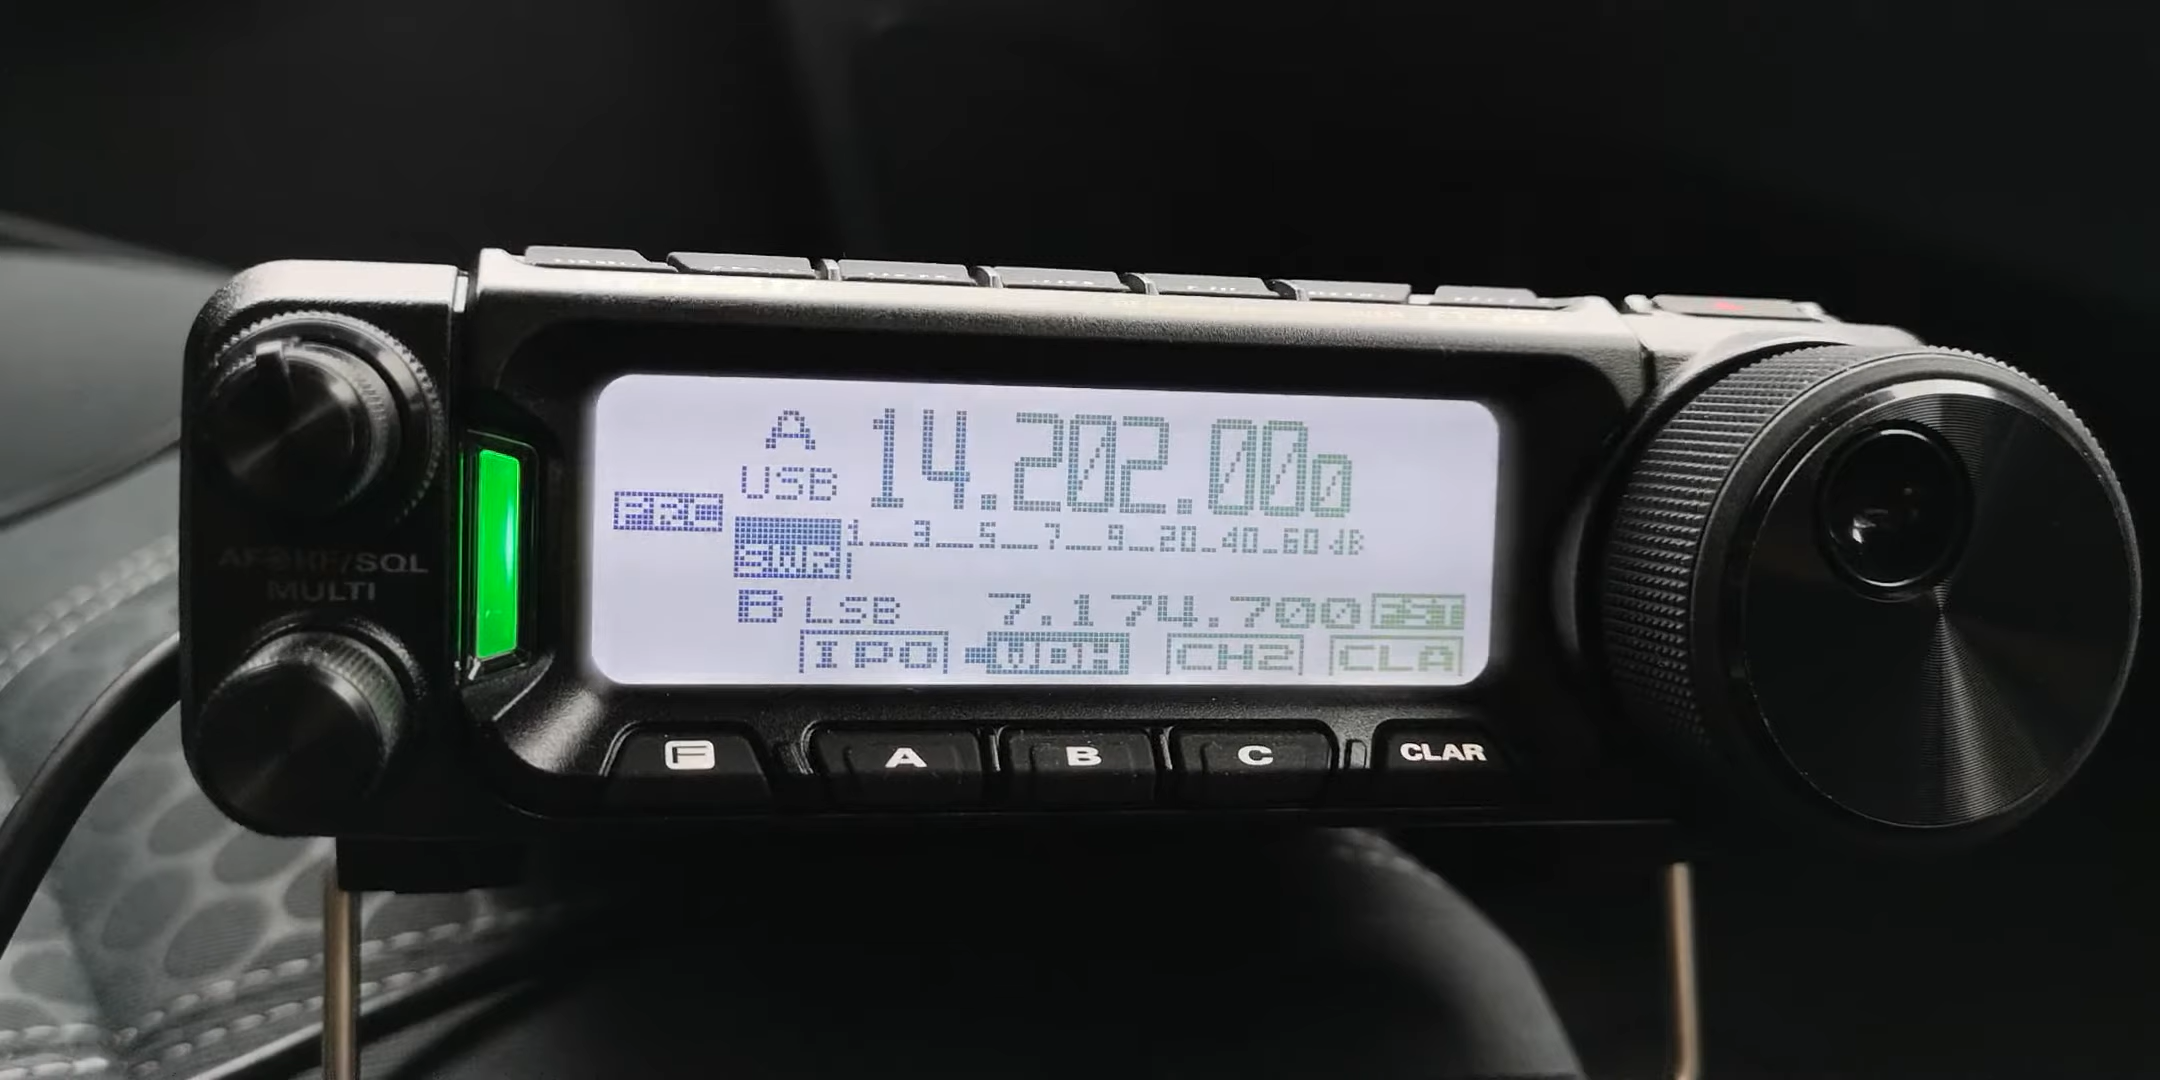 A 14.202.000
USB
1 3 5 7 9 20 40 60 dB
SWR
B LSB 7.174.700 FST
IPO CH2 CLA
AF⊕RF/SQL
MULTI
F A B C CLAR